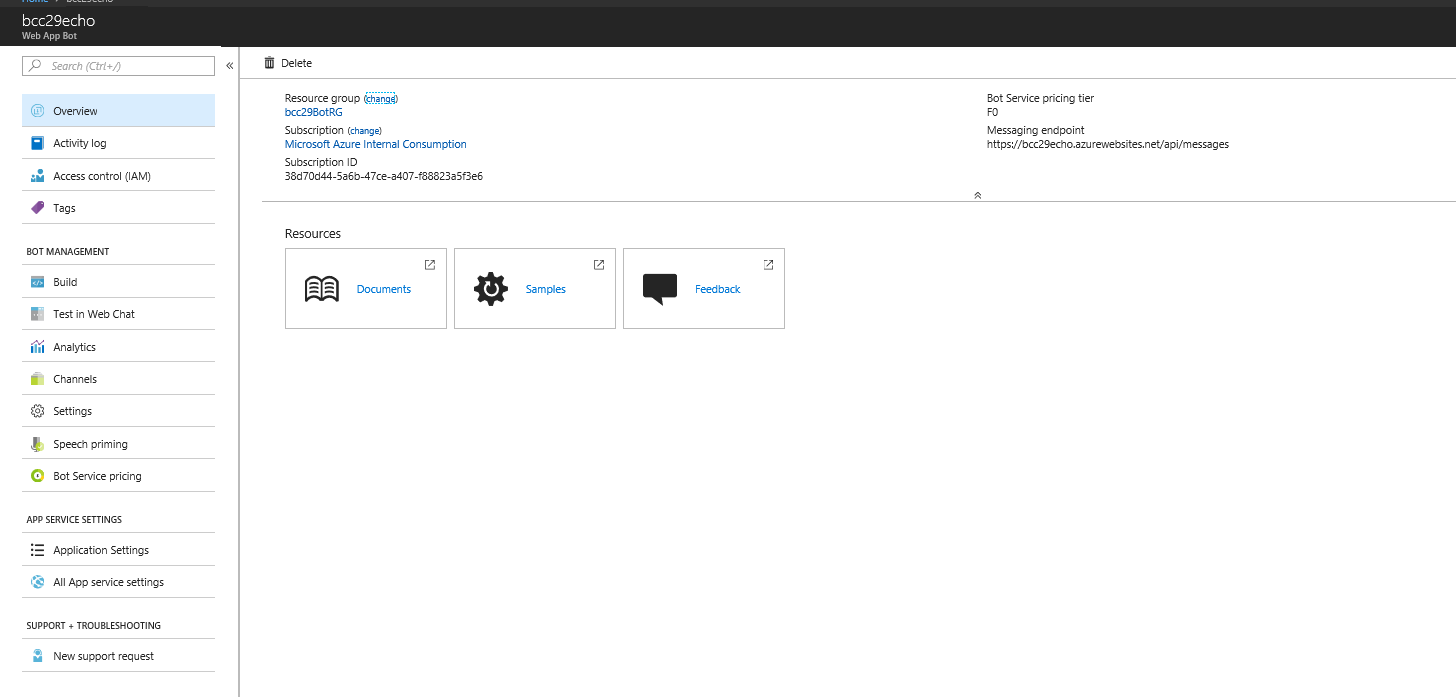 Home > bcc29echo
bcc29echo
Web App Bot
Search (Ctrl+/)
«
Overview
Activity log
Access control (IAM)
Tags
BOT MANAGEMENT
Build
Test in Web Chat
Analytics
Channels
Settings
Speech priming
Bot Service pricing
APP SERVICE SETTINGS
Application Settings
All App service settings
SUPPORT + TROUBLESHOOTING
New support request
Delete
Resource group (change)
bcc29BotRG
Subscription (change)
Microsoft Azure Internal Consumption
Subscription ID
38d70d44-5a6b-47ce-a407-f88823a5f3e6
Bot Service pricing tier
F0
Messaging endpoint
https://bcc29echo.azurewebsites.net/api/messages
Resources
Documents
Samples
Feedback